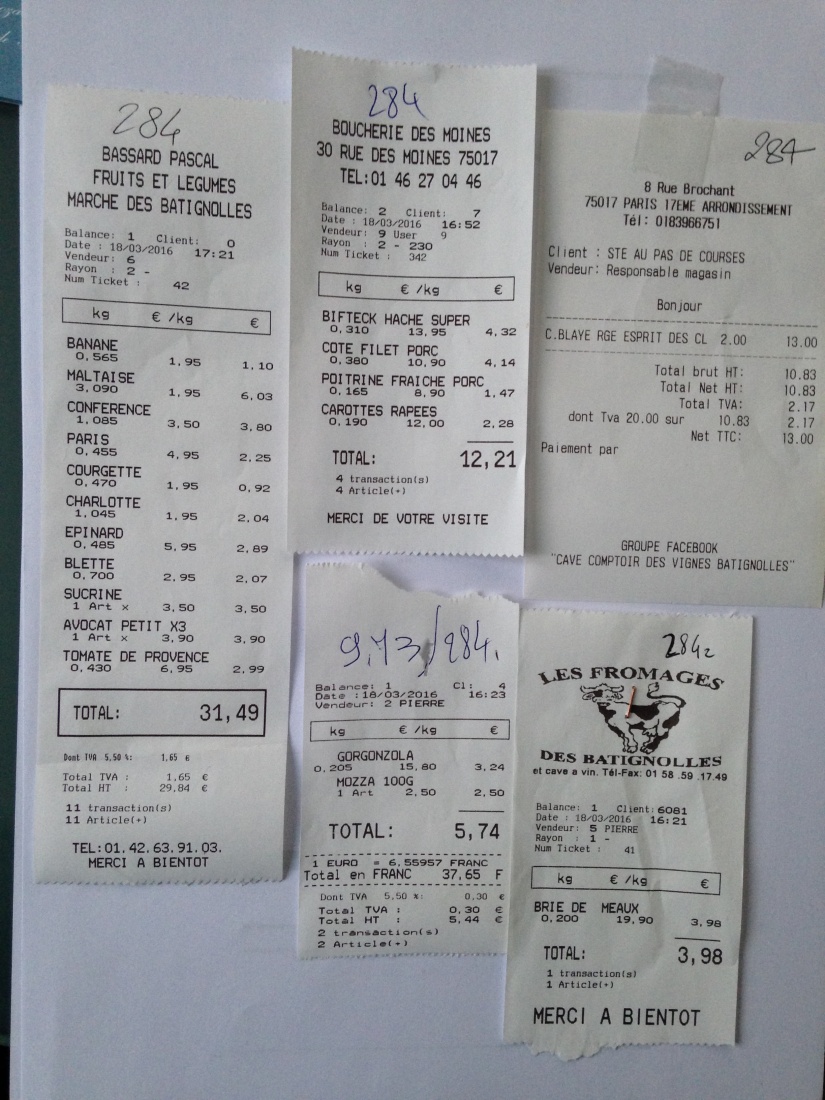 284
BASSARD PASCAL
FRUITS ET LEGUMES
MARCHE DES BATIGNOLLES
Balance: 1 Client: 0
Date : 18/03/2016 17:21
Vendeur: 6
Rayon : 2 -
Num Ticket : 42
kg € /kg €
BANANE
0,565 1,95 1,10
MALTAISE
3,090 1,95 6,03
CONFERENCE
1,085 3,50 3,80
PARIS
0,455 4,95 2,25
COURGETTE
0,470 1,95 0,92
CHARLOTTE
1,045 1,95 2,04
EPINARD
0,485 5,95 2,89
BLETTE
0,700 2,95 2,07
SUCRINE
1 Art x 3,50 3,50
AVOCAT PETIT X3
1 Art x 3,90 3,90
TOMATE DE PROVENCE
0,430 6,95 2,99
TOTAL: 31,49
Dont TVA 5,50 %: 1,65 €
Total TVA : 1,65 €
Total HT : 29,84 €
11 transaction(s)
11 Article(+)
TEL:01.42.63.91.03.
MERCI A BIENTOT
284
BOUCHERIE DES MOINES
30 RUE DES MOINES 75017
TEL:01 46 27 04 46
Balance: 2 Client: 7
Date : 18/03/2016 16:52
Vendeur: 9 User 9
Rayon : 2 - 230
Num Ticket : 342
kg € /kg €
BIFTECK HACHE SUPER
0,310 13,95 4,32
COTE FILET PORC
0,380 10,90 4,14
POITRINE FRAICHE PORC
0,165 8,90 1,47
CAROTTES RAPEES
0,190 12,00 2,28
TOTAL: 12,21
4 transaction(s)
4 Article(+)
MERCI DE VOTRE VISITE
284
8 Rue Brochant
75017 PARIS 17EME ARRONDISSEMENT
Tél: 0183966751
Client : STE AU PAS DE COURSES
Vendeur: Responsable magasin
Bonjour
C.BLAYE RGE ESPRIT DES CL 2.00 13.00
Total brut HT: 10.83
Total Net HT: 10.83
Total TVA: 2.17
dont Tva 20.00 sur 10.83 2.17
Net TTC: 13.00
Paiement par
GROUPE FACEBOOK
"CAVE COMPTOIR DES VIGNES BATIGNOLLES"
9,73/284.
Balance: 1 Cl: 4
Date :18/03/2016 16:23
Vendeur: 2 PIERRE
kg € /kg €
GORGONZOLA
0,205 15,80 3,24
MOZZA 100G
1 Art 2,50 2,50
TOTAL: 5,74
1 EURO = 6,55957 FRANC
Total en FRANC 37,65 F
Dont TVA 5,50 %: 0,30 €
Total TVA : 0,30 €
Total HT : 5,44 €
2 transaction(s)
2 Article(+)
2842
LES FROMAGES
DES BATIGNOLLES
et cave a vin. Tél-Fax: 01 58 .59 .17.49
Balance: 1 Client: 6081
Date : 18/03/2016 16:21
Vendeur: 5 PIERRE
Rayon : 1 -
Num Ticket : 41
kg € /kg €
BRIE DE MEAUX
0,200 19,90 3,98
TOTAL: 3,98
1 transaction(s)
1 Article(+)
MERCI A BIENTOT